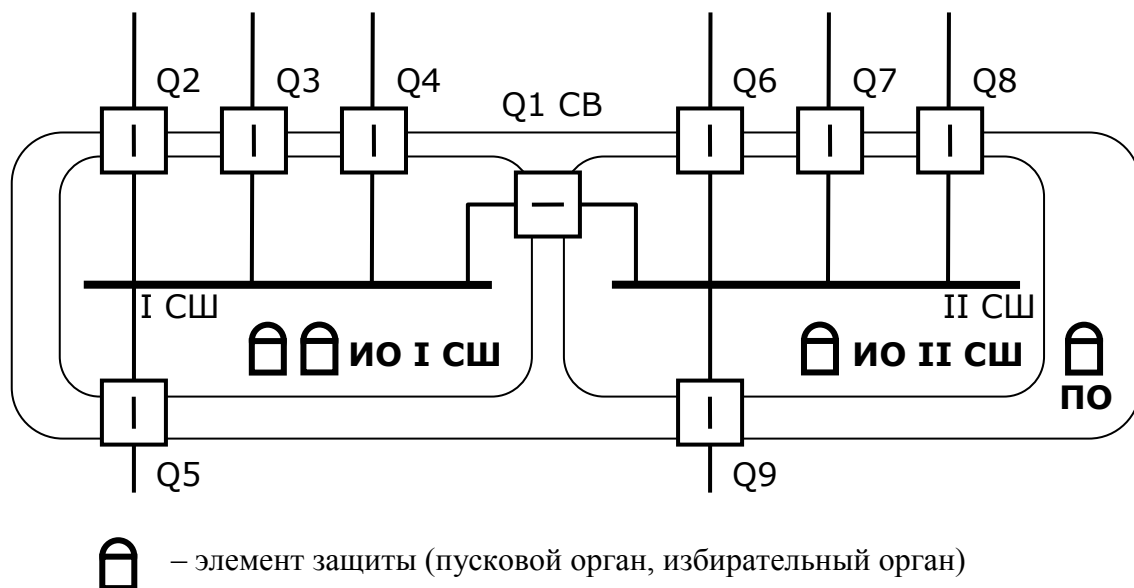 Q2 Q3 Q4 Q6 Q7 Q8
Q1 СВ
I СШ II СШ
ИО I СШ ИО II СШ
ПО
Q5 Q9
– элемент защиты (пусковой орган, избирательный орган)